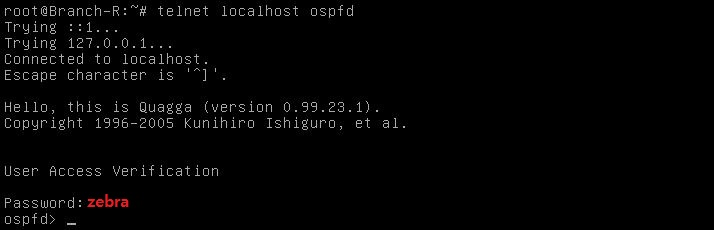 root@Branch-R:~# telnet localhost ospfd
Trying ::1...
Trying 127.0.0.1...
Connected to localhost.
Escape character is '^]'.
Hello, this is Quagga (version 0.99.23.1).
Copyright 1996-2005 Kunihiro Ishiguro, et al.
User Access Verification
Password: zebra
ospfd> _